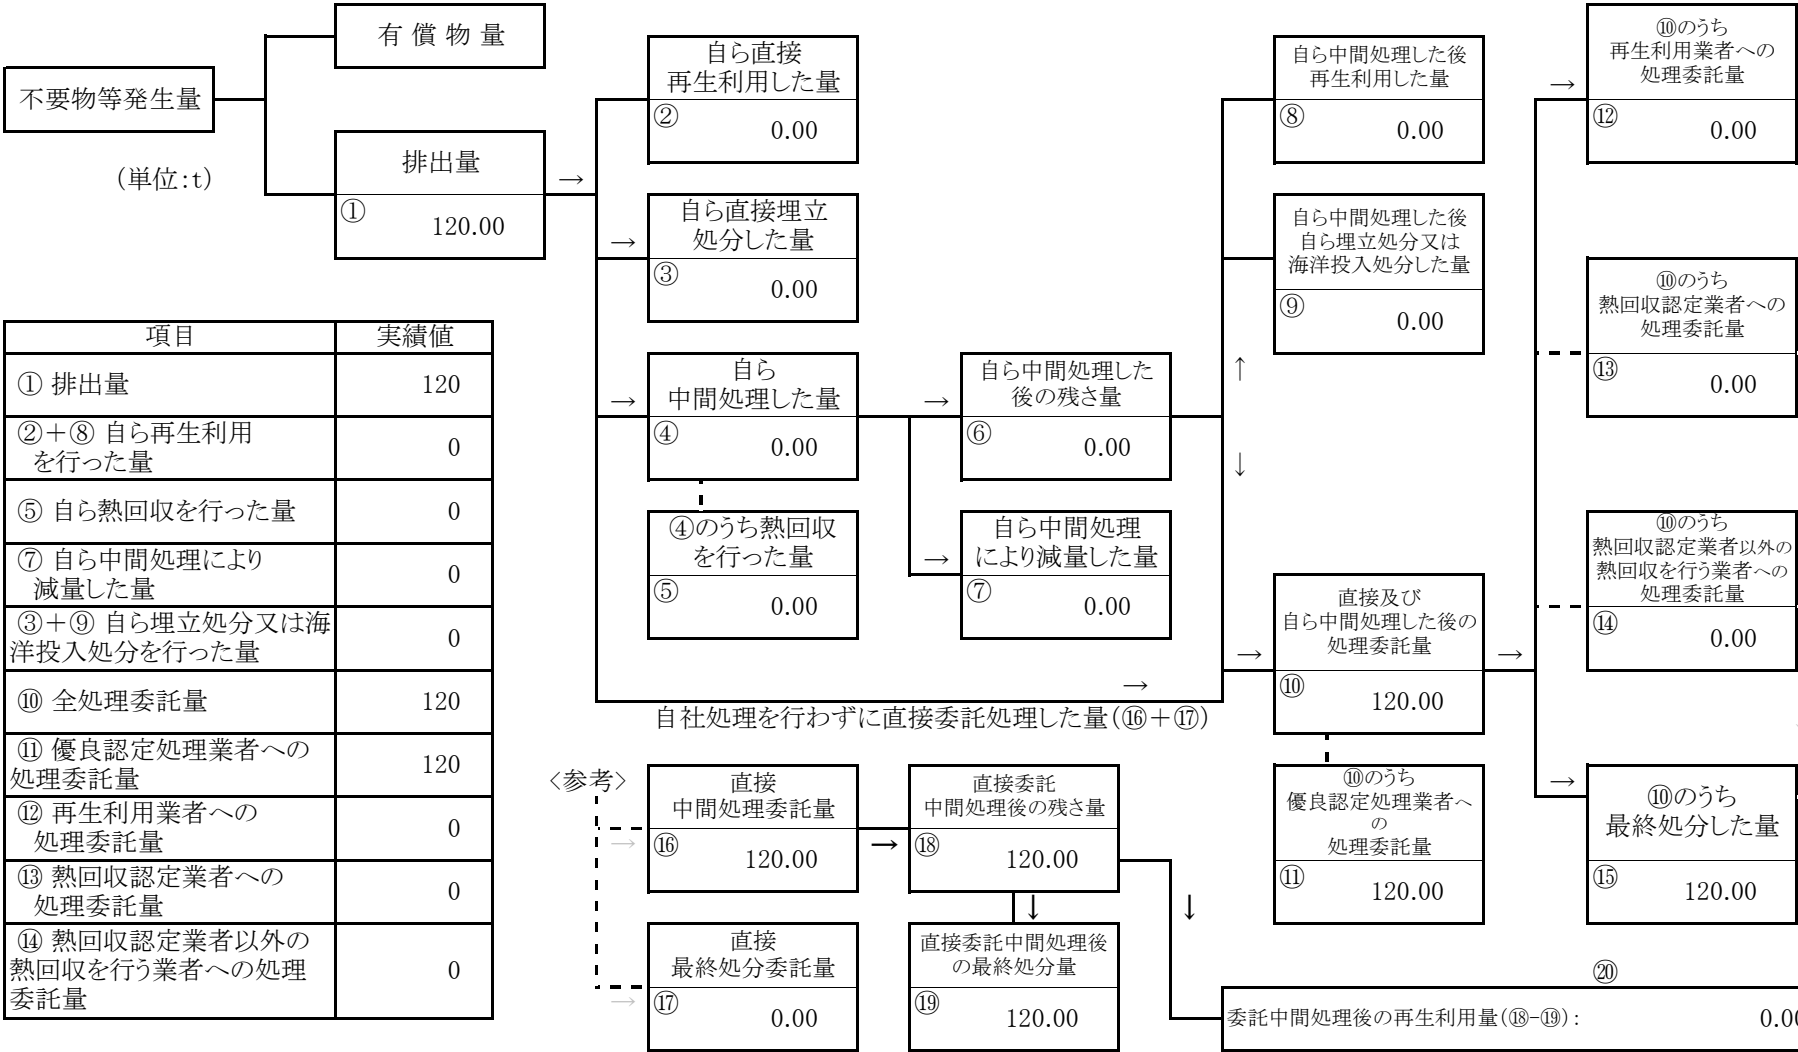 有 償 物 量
不要物等発生量
（単位:t）
排出量
→
①
120.00
自ら直接
再生利用した量
②
0.00
→
自ら直接埋立
処分した量
③
0.00
→
自ら
中間処理した量
④
0.00
④のうち熱回収
を行った量
⑤
0.00
→
自ら中間処理した
後の残さ量
⑥
0.00
→
自ら中間処理
により減量した量
⑦
0.00
自ら中間処理した後
再生利用した量
⑧
0.00
自ら中間処理した後
自ら埋立処分又は
海洋投入処分した量
⑨
0.00
↑
↓
→
自社処理を行わずに直接委託処理した量(⑯＋⑰)
→
直接及び
自ら中間処理した後の
処理委託量
⑩
120.00
→
⑩のうち
優良認定処理業者へ
の
処理委託量
⑪
120.00
→
⑩のうち
再生利用業者への
処理委託量
⑫
0.00
⑩のうち
熱回収認定業者への
処理委託量
⑬
0.00
⑩のうち
熱回収認定業者以外の
熱回収を行う業者への
処理委託量
⑭
0.00
→
⑩のうち
最終処分した量
⑮
120.00
項目 実績値
① 排出量 120
②＋⑧ 自ら再生利用
を行った量 0
⑤ 自ら熱回収を行った量 0
⑦ 自ら中間処理により
減量した量 0
③＋⑨ 自ら埋立処分又は海
洋投入処分を行った量 0
⑩ 全処理委託量 120
⑪ 優良認定処理業者への
処理委託量 120
⑫ 再生利用業者への
処理委託量 0
⑬ 熱回収認定業者への
処理委託量 0
⑭ 熱回収認定業者以外の
熱回収を行う業者への処理
委託量 0
<参考>
→
直接
中間処理委託量
⑯
120.00
→
直接委託
中間処理後の残さ量
⑱
120.00
↓
↓
→
直接
最終処分委託量
⑰
0.00
直接委託中間処理後
の最終処分量
⑲
120.00
⑳
委託中間処理後の再生利用量(⑱-⑲)： 0.00